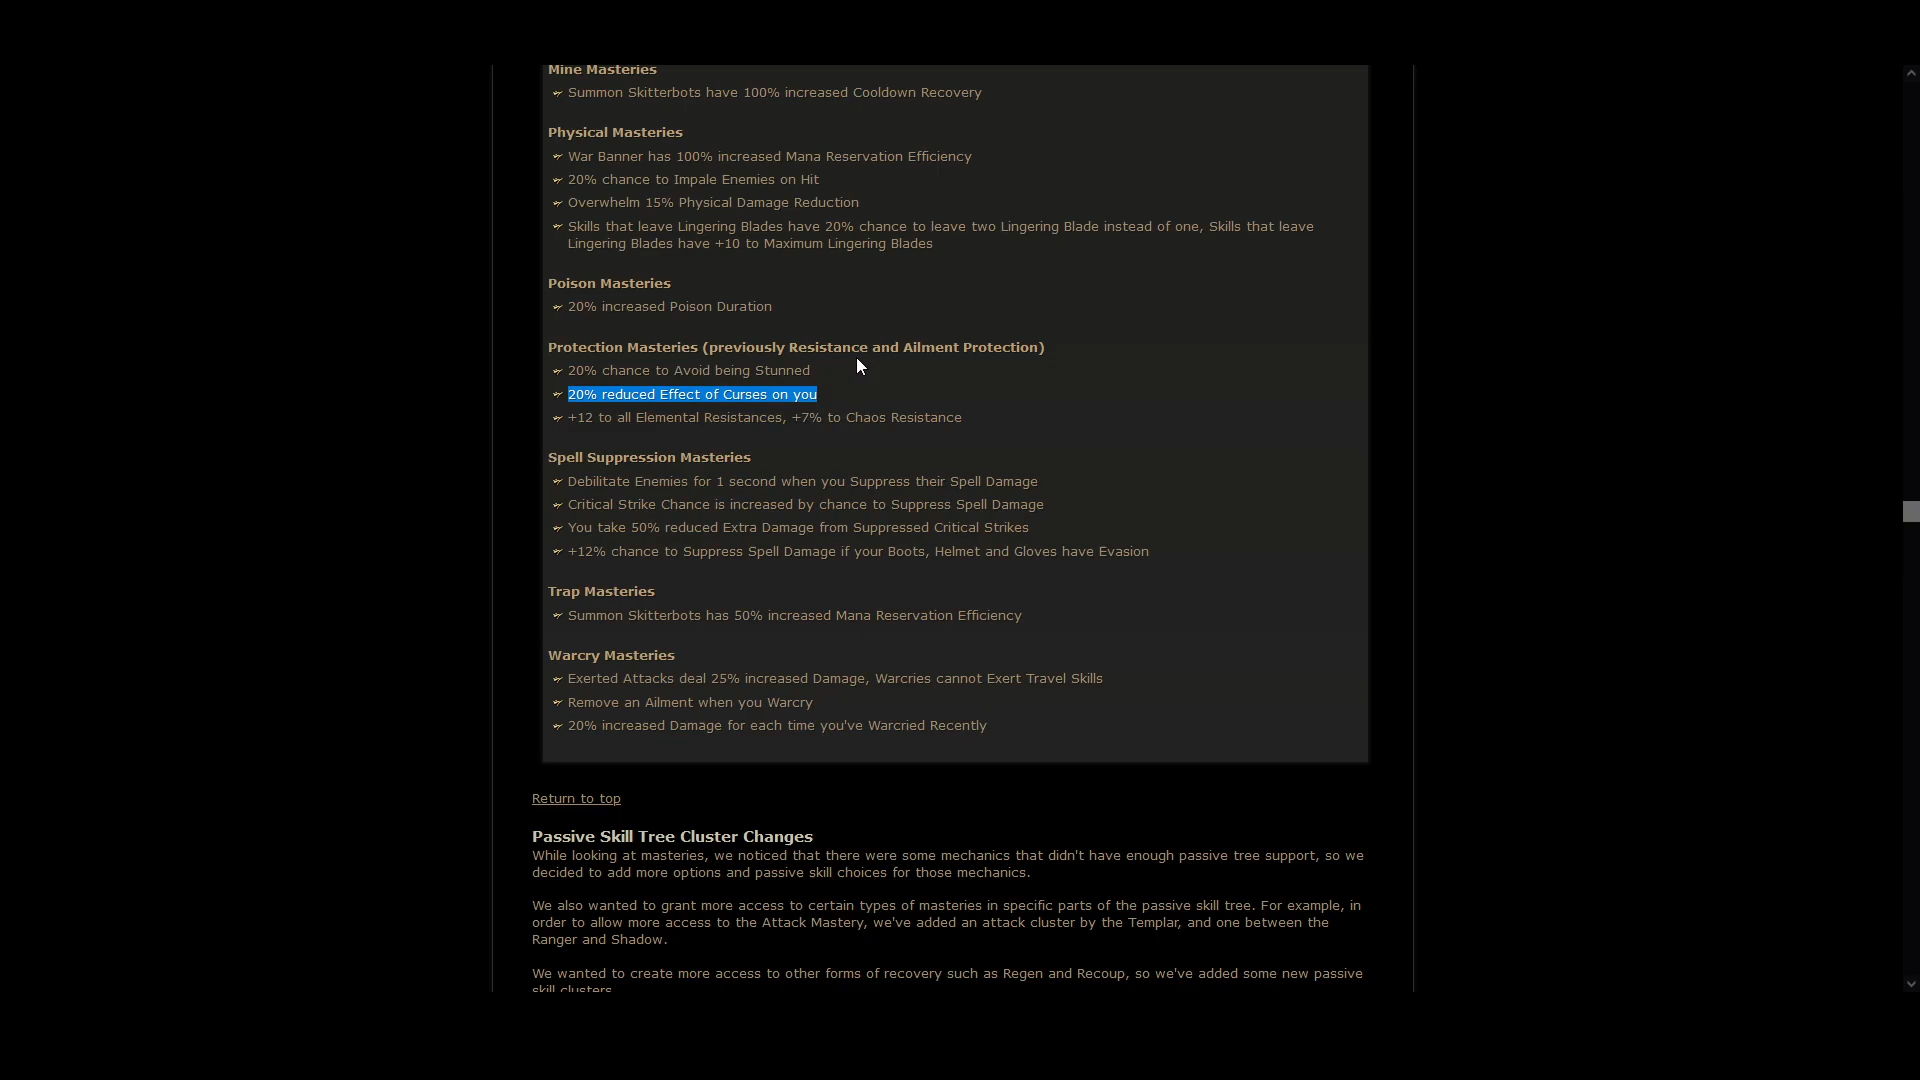 Mine Masteries
Summon Skitterbots have 100% increased Cooldown Recovery
Physical Masteries
War Banner has 100% increased Mana Reservation Efficiency
20% chance to Impale Enemies on Hit
Overwhelm 15% Physical Damage Reduction
Skills that leave Lingering Blades have 20% chance to leave two Lingering Blade instead of one, Skills that leave
Lingering Blades have +10 to Maximum Lingering Blades
Poison Masteries
20% increased Poison Duration
Protection Masteries (previously Resistance and Ailment Protection)
20% chance to Avoid being Stunned
20% reduced Effect of Curses on you
+12 to all Elemental Resistances, +7% to Chaos Resistance
Spell Suppression Masteries
Debilitate Enemies for 1 second when you Suppress their Spell Damage
Critical Strike Chance is increased by chance to Suppress Spell Damage
You take 50% reduced Extra Damage from Suppressed Critical Strikes
+12% chance to Suppress Spell Damage if your Boots, Helmet and Gloves have Evasion
Trap Masteries
Summon Skitterbots has 50% increased Mana Reservation Efficiency
Warcry Masteries
Exerted Attacks deal 25% increased Damage, Warcries cannot Exert Travel Skills
Remove an Ailment when you Warcry
20% increased Damage for each time you've Warcried Recently
Return to top
Passive Skill Tree Cluster Changes
While looking at masteries, we noticed that there were some mechanics that didn't have enough passive tree support, so we
decided to add more options and passive skill choices for those mechanics.
We also wanted to grant more access to certain types of masteries in specific parts of the passive skill tree. For example, in
order to allow more access to the Attack Mastery, we've added an attack cluster by the Templar, and one between the
Ranger and Shadow.
We wanted to create more access to other forms of recovery such as Regen and Recoup, so we've added some new passive
skill clusters.